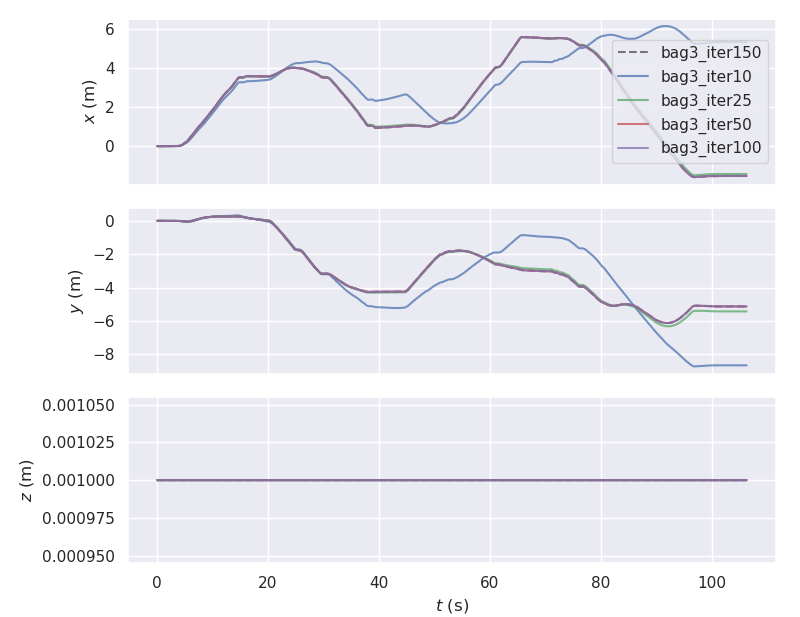 6
4
2
0
x (m)
bag3_iter150
bag3_iter10
bag3_iter25
bag3_iter50
bag3_iter100
0
−2
−4
−6
−8
y (m)
0.001050
0.001025
0.001000
0.000975
0.000950
z (m)
0 20 40 60 80 100
t (s)